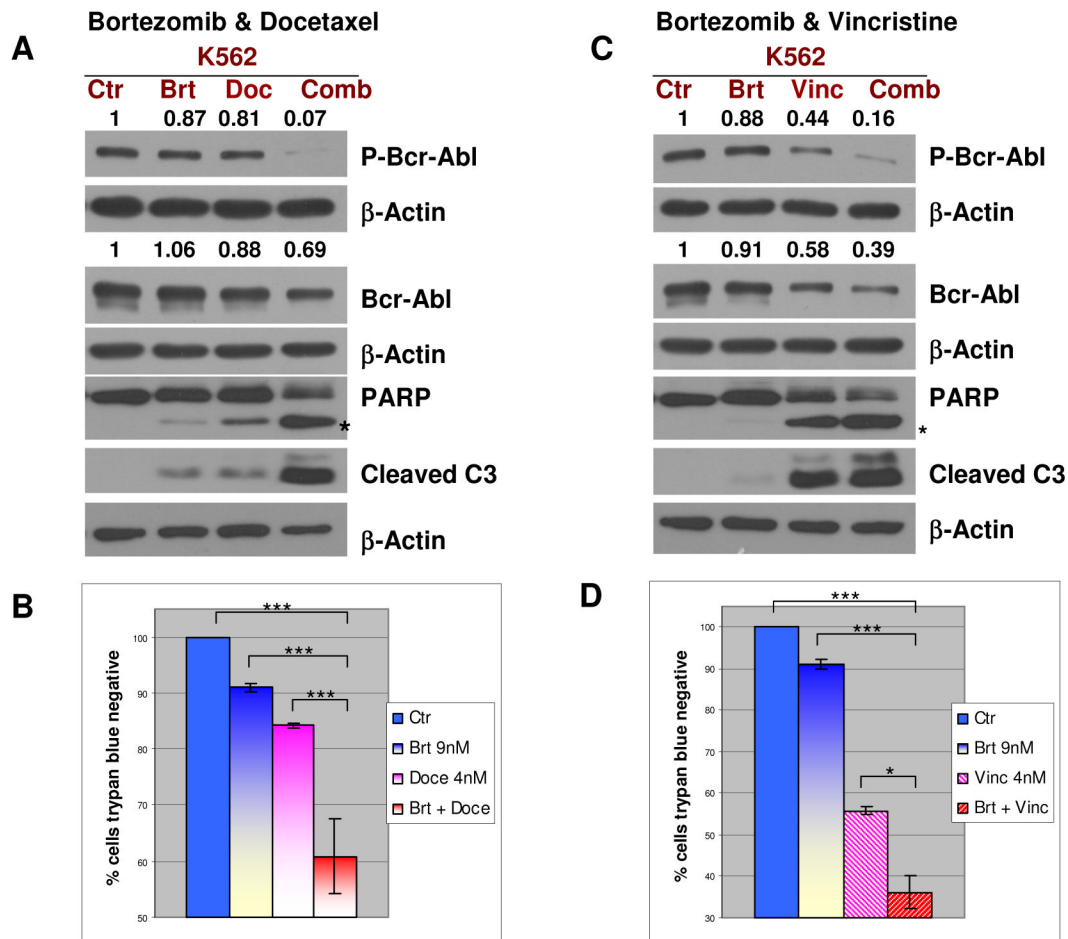 Bortezomib & Docetaxel
A
K562
Ctr Brt Doc Comb
1 0.87 0.81 0.07
P-Bcr-Abl
β-Actin
1 1.06 0.88 0.69
Bcr-Abl
β-Actin
PARP
*
Cleaved C3
β-Actin
Bortezomib & Vincristine
C
K562
Ctr Brt Vinc Comb
1 0.88 0.44 0.16
P-Bcr-Abl
β-Actin
1 0.91 0.58 0.39
Bcr-Abl
β-Actin
PARP
*
Cleaved C3
β-Actin
B
% cells trypan blue negative
100
90
80
70
60
50
***
***
***
Ctr
Brt 9nM
Doce 4nM
Brt + Doce
D
% cells trypan blue negative
100
90
80
70
60
50
40
30
***
***
*
Ctr
Brt 9nM
Vinc 4nM
Brt + Vinc